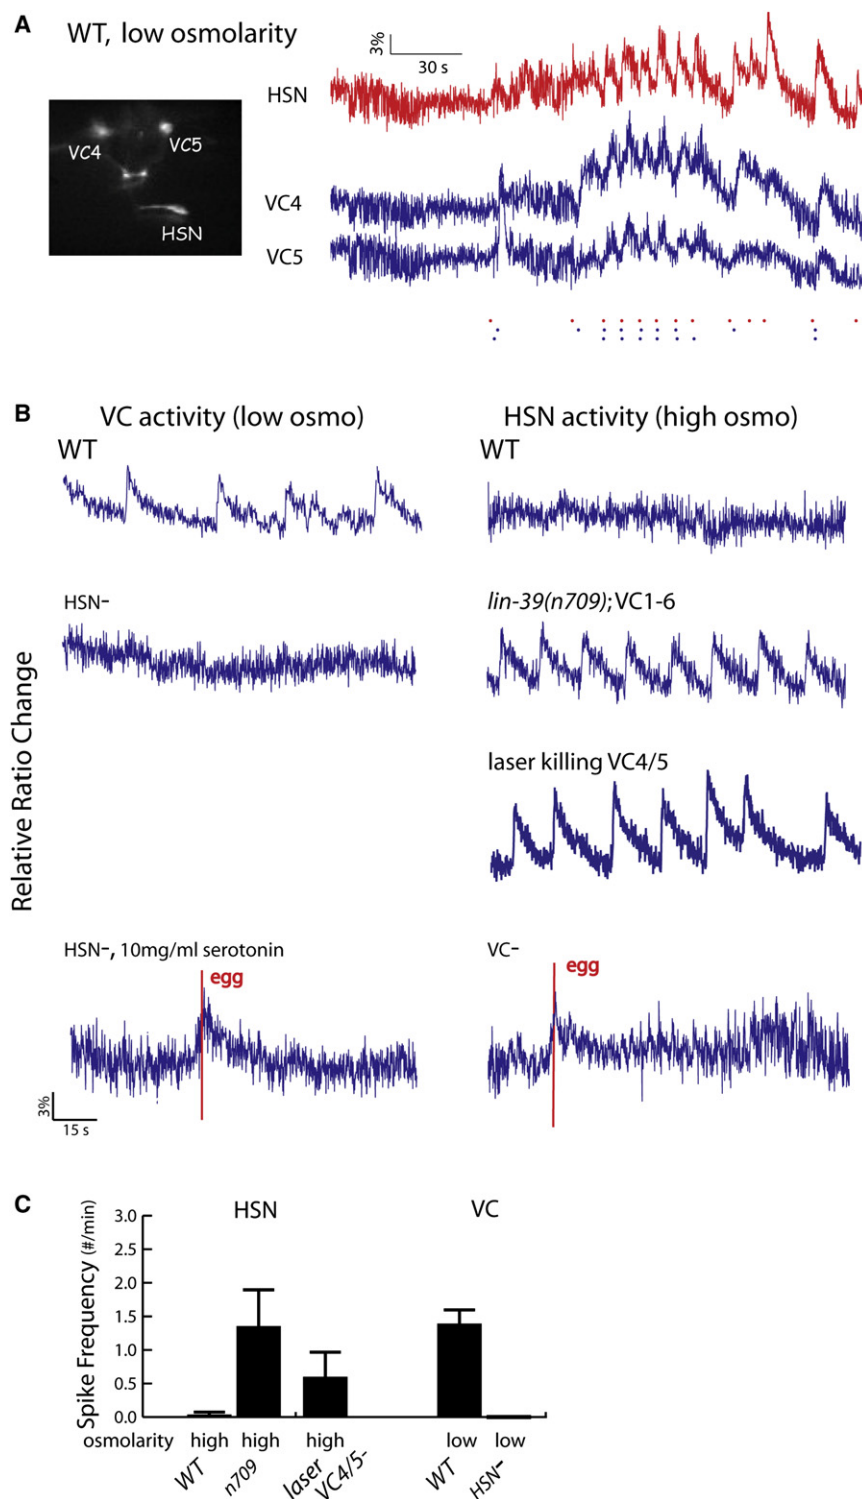 A
WT, low osmolarity
3%
30 s
HSN
VC4
VC5
HSN
VC4
VC5
B
VC activity (low osmo)
HSN activity (high osmo)
WT
WT
HSN-
lin-39(n709);VC1-6
laser killing VC4/5
Relative Ratio Change
HSN-, 10mg/ml serotonin
VC-
egg
egg
3%
15 s
C
HSN
VC
Spike Frequency (#/min)
3.0
2.5
2.0
1.5
1.0
0.5
0.0
osmolarity
high
high
high
low
low
WT
n709
laser VC4/5-
WT
HSN-